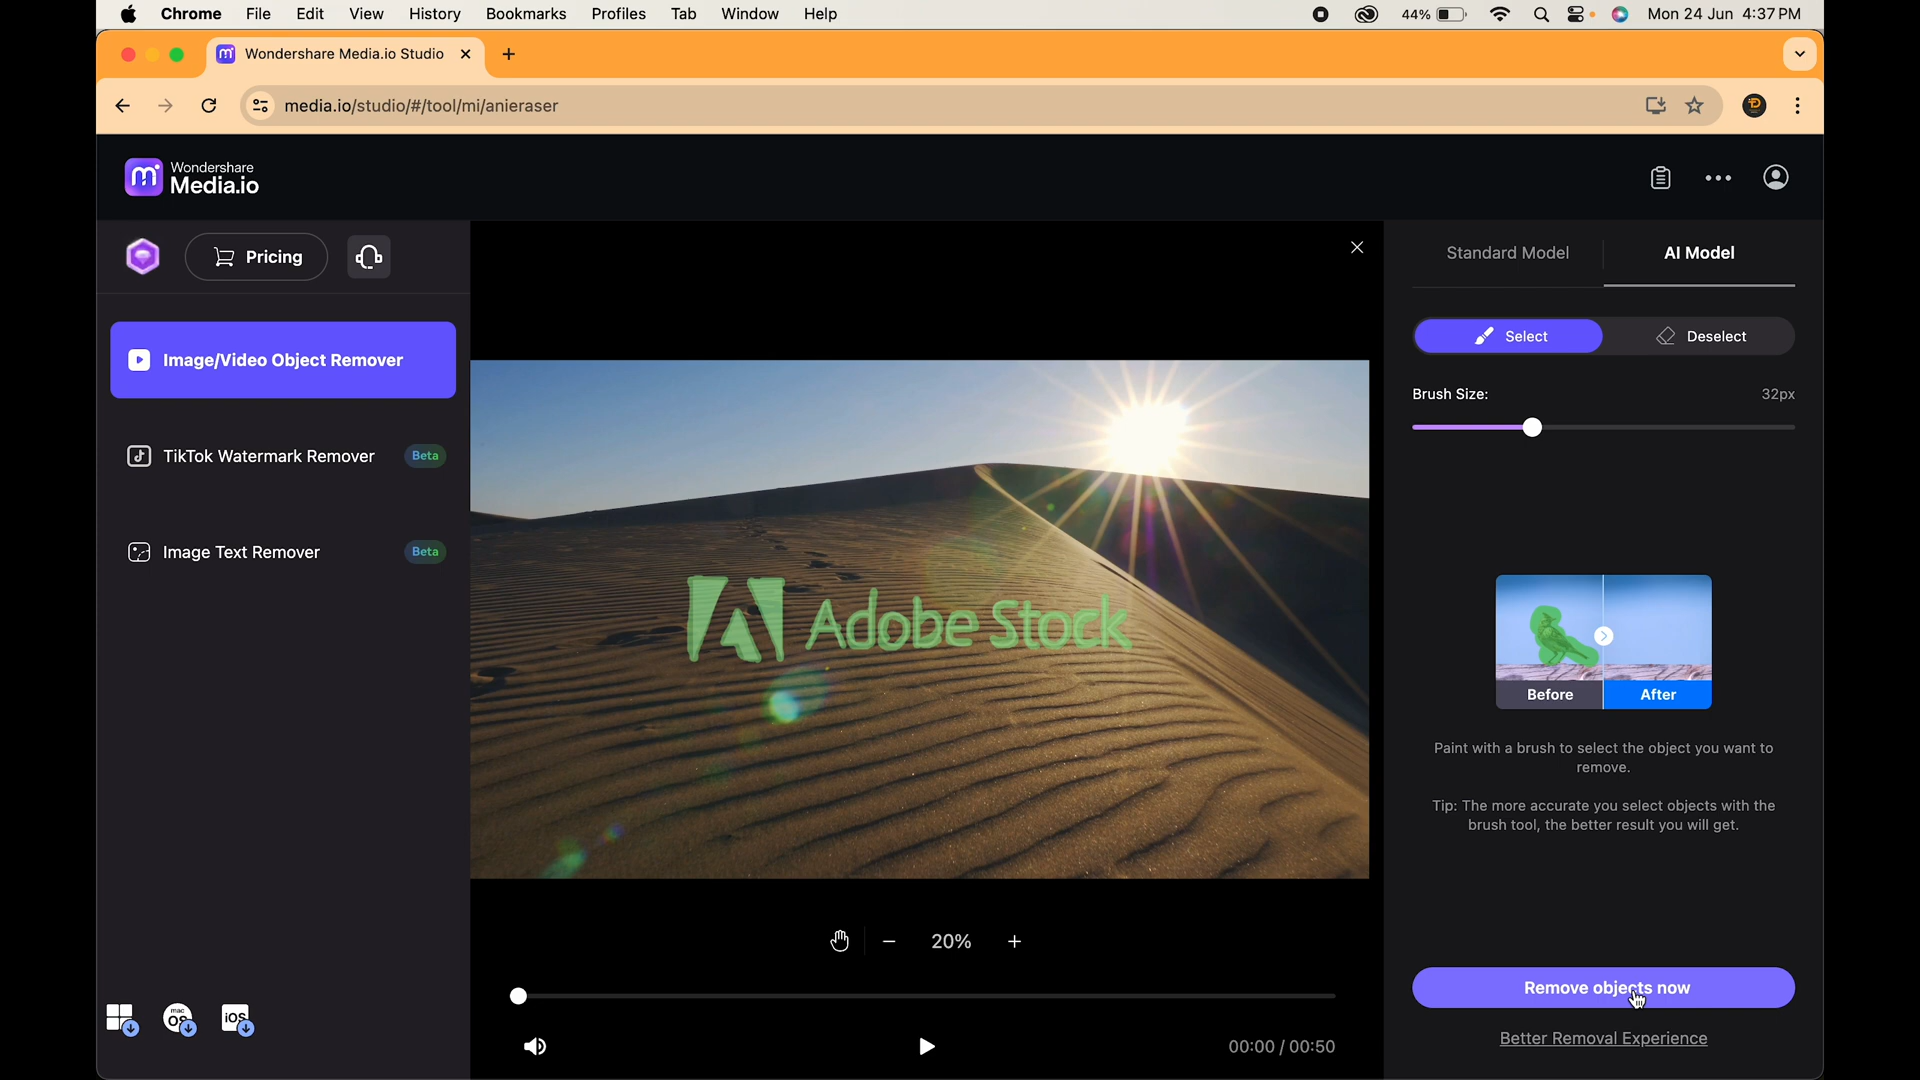 Chrome File Edit View History Bookmarks Profiles Tab Window Help 44% Mon 24 Jun 4:37 PM
Wondershare Media.io Studio
media.io/studio/#/tool/mi/anieraser
Wondershare
Media.io
Pricing
Image/Video Object Remover
TikTok Watermark Remover Beta
Image Text Remover Beta
mac
OS
iOS
Adobe Stock
20%
00:00 / 00:50
Standard Model AI Model
Select Deselect
Brush Size: 32px
Before After
Paint with a brush to select the object you want to
remove.
Tip: The more accurate you select objects with the
brush tool, the better result you will get.
Remove objects now
Better Removal Experience